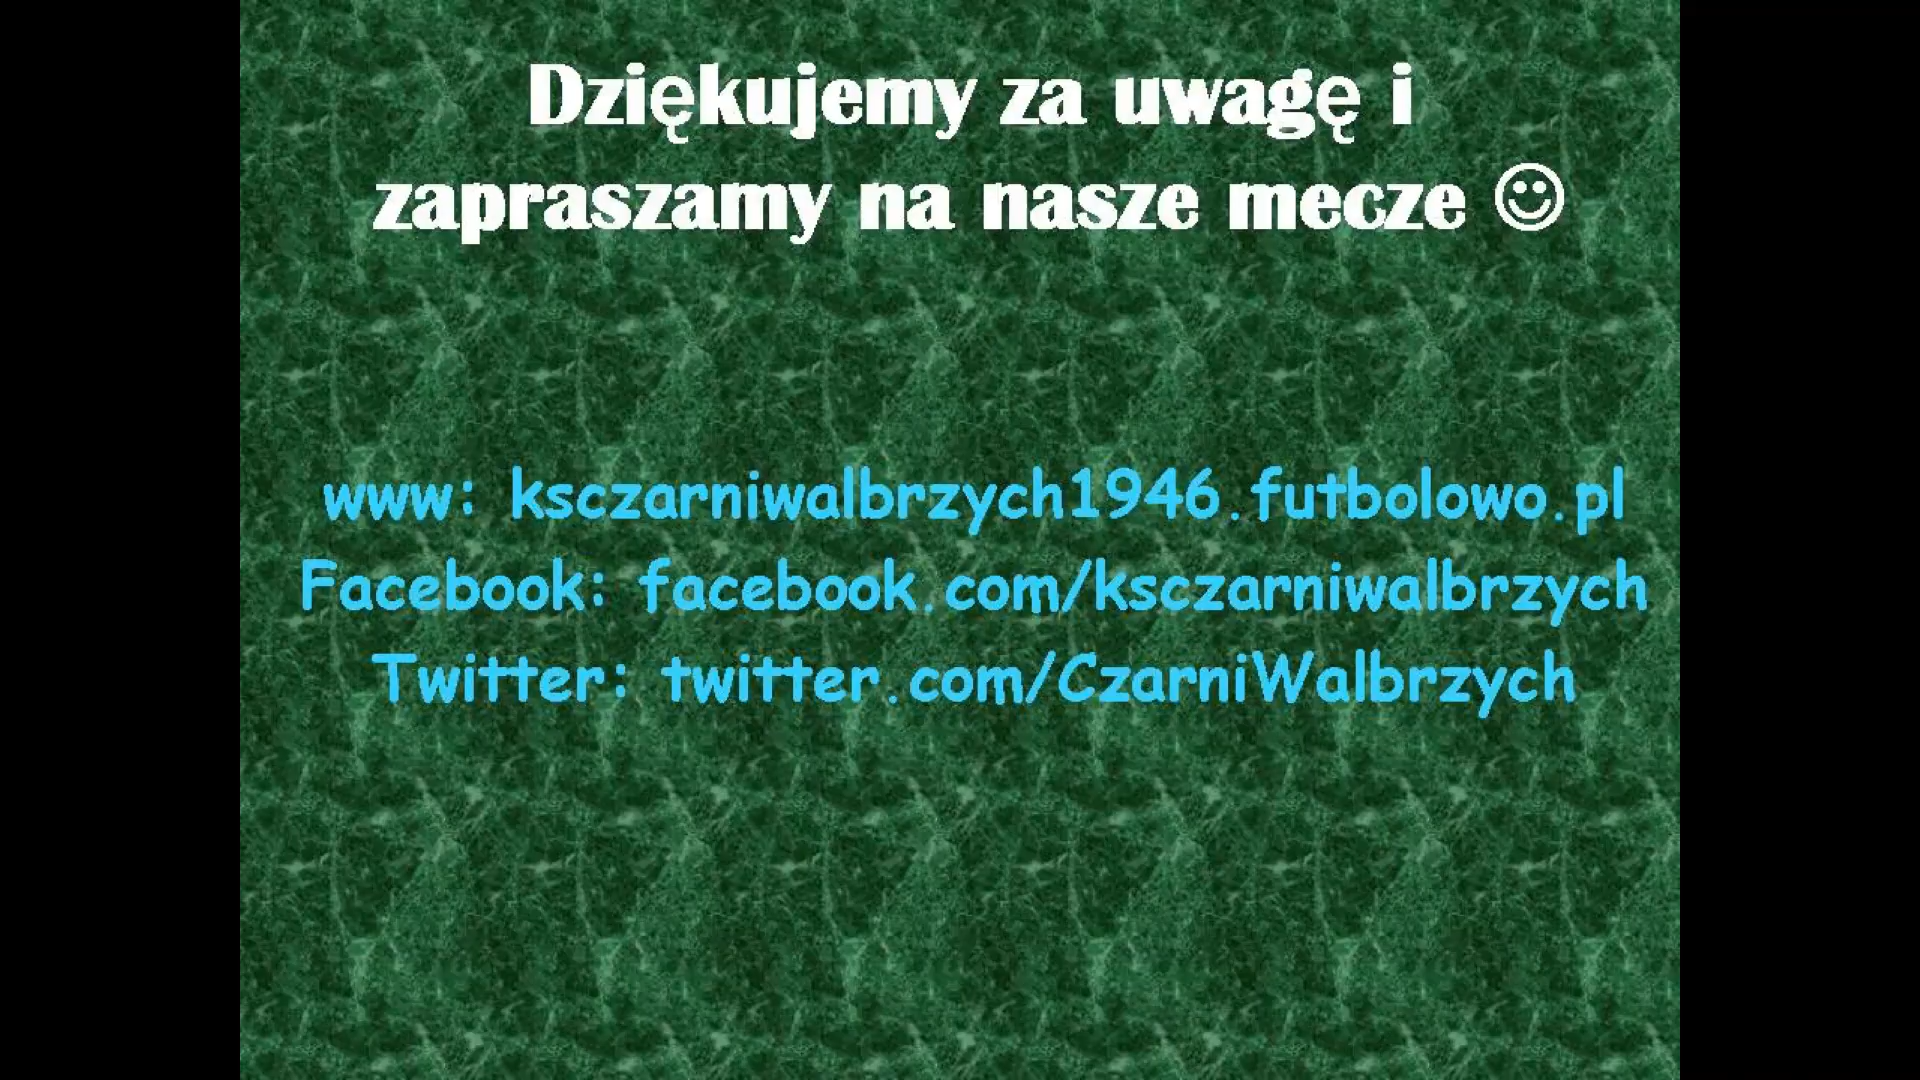 Dziękujemy za uwagę i
zapraszamy na nasze mecze ☺
www: ksczarniwalbrzych1946.futbolowo.pl
Facebook: facebook.com/ksczarniwalbrzych
Twitter: twitter.com/CzarniWalbrzych